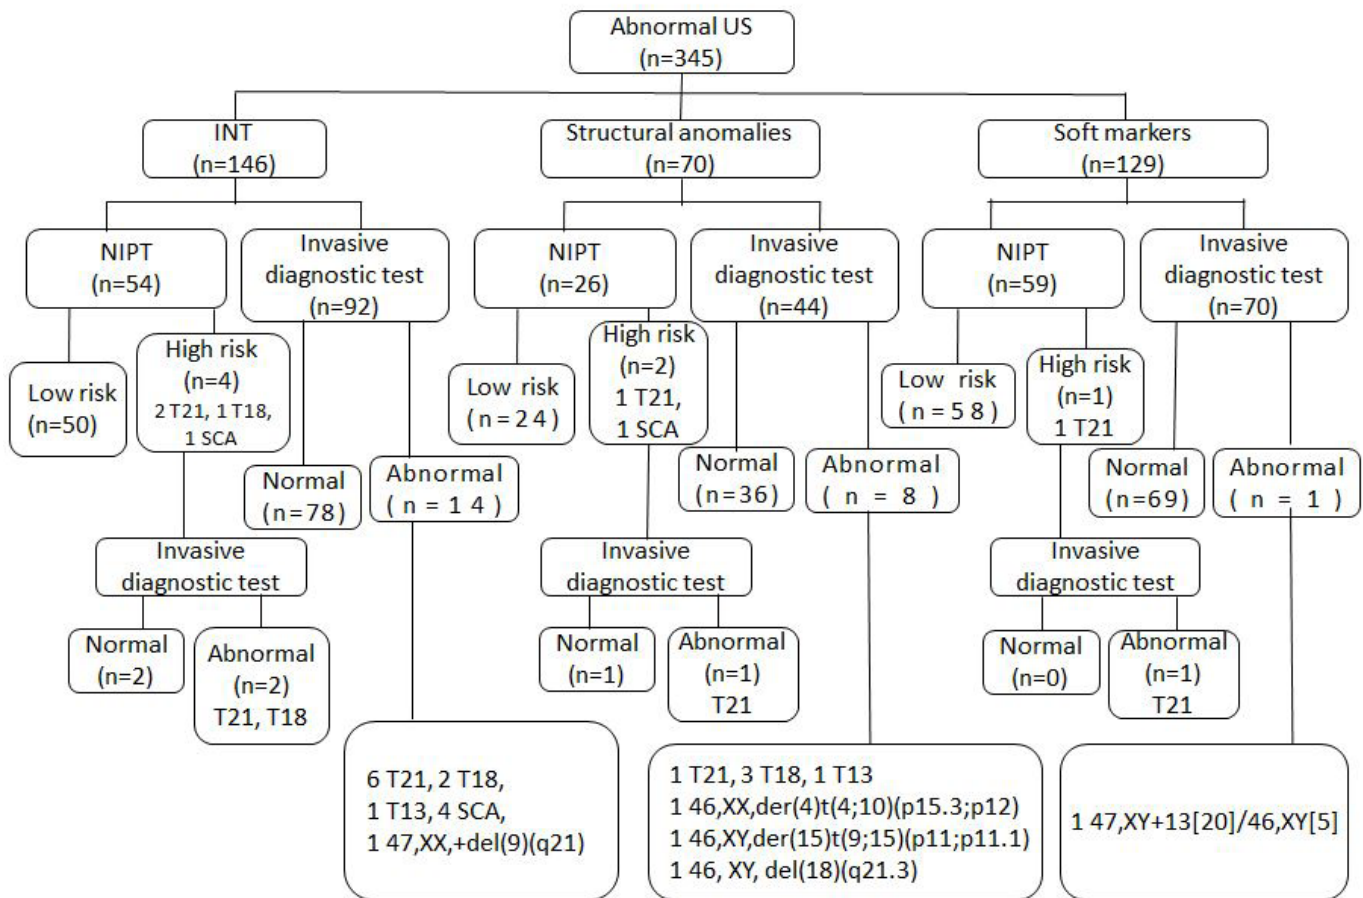 Abnormal US
(n=345)
INT
(n=146)
Structural anomalies
(n=70)
Soft markers
(n=129)
NIPT
(n=54)
Invasive
diagnostic test
(n=92)
NIPT
(n=26)
Invasive
diagnostic test
(n=44)
NIPT
(n=59)
Invasive
diagnostic test
(n=70)
Low risk
(n=50)
High risk
(n=4)
2 T21, 1 T18,
1 SCA
Normal
(n=78)
Abnormal
( n = 1 4 )
Low risk
(n=24)
High risk
(n=2)
1 T21,
1 SCA
Normal
(n=36)
Abnormal
( n = 8 )
Low risk
(n=58)
High risk
(n=1)
1 T21
Normal
(n=69)
Abnormal
( n = 1 )
Invasive
diagnostic test
Invasive
diagnostic test
Invasive
diagnostic test
Normal
(n=2)
Abnormal
(n=2)
T21, T18
Normal
(n=1)
Abnormal
(n=1)
T21
Normal
(n=0)
Abnormal
(n=1)
T21
6 T21, 2 T18,
1 T13, 4 SCA,
1 47,XX,+del(9)(q21)
1 T21, 3 T18, 1 T13
1 46,XX,der(4)t(4;10)(p15.3;p12)
1 46,XY,der(15)t(9;15)(p11;p11.1)
1 46, XY, del(18)(q21.3)
1 47,XY+13[20]/46,XY[5]